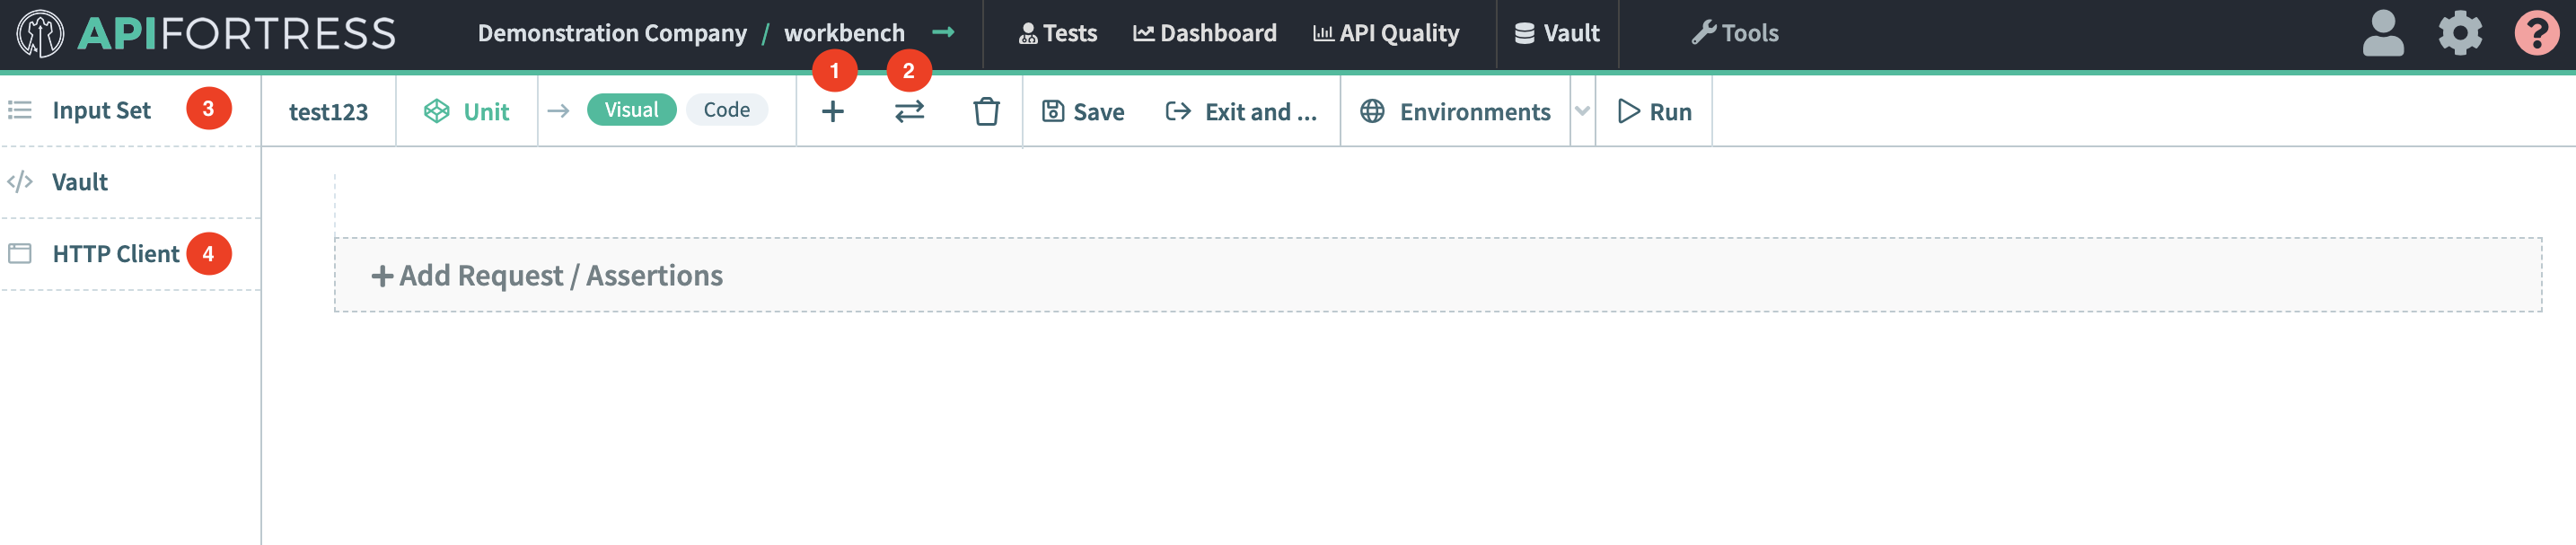 APIFORTRESS Demonstration Company / workbench Tests Dashboard API Quality Vault Tools ?
1 2
Input Set 3 test123 Unit Visual Code Save Exit and ... Environments Run
Vault
HTTP Client 4
Add Request / Assertions